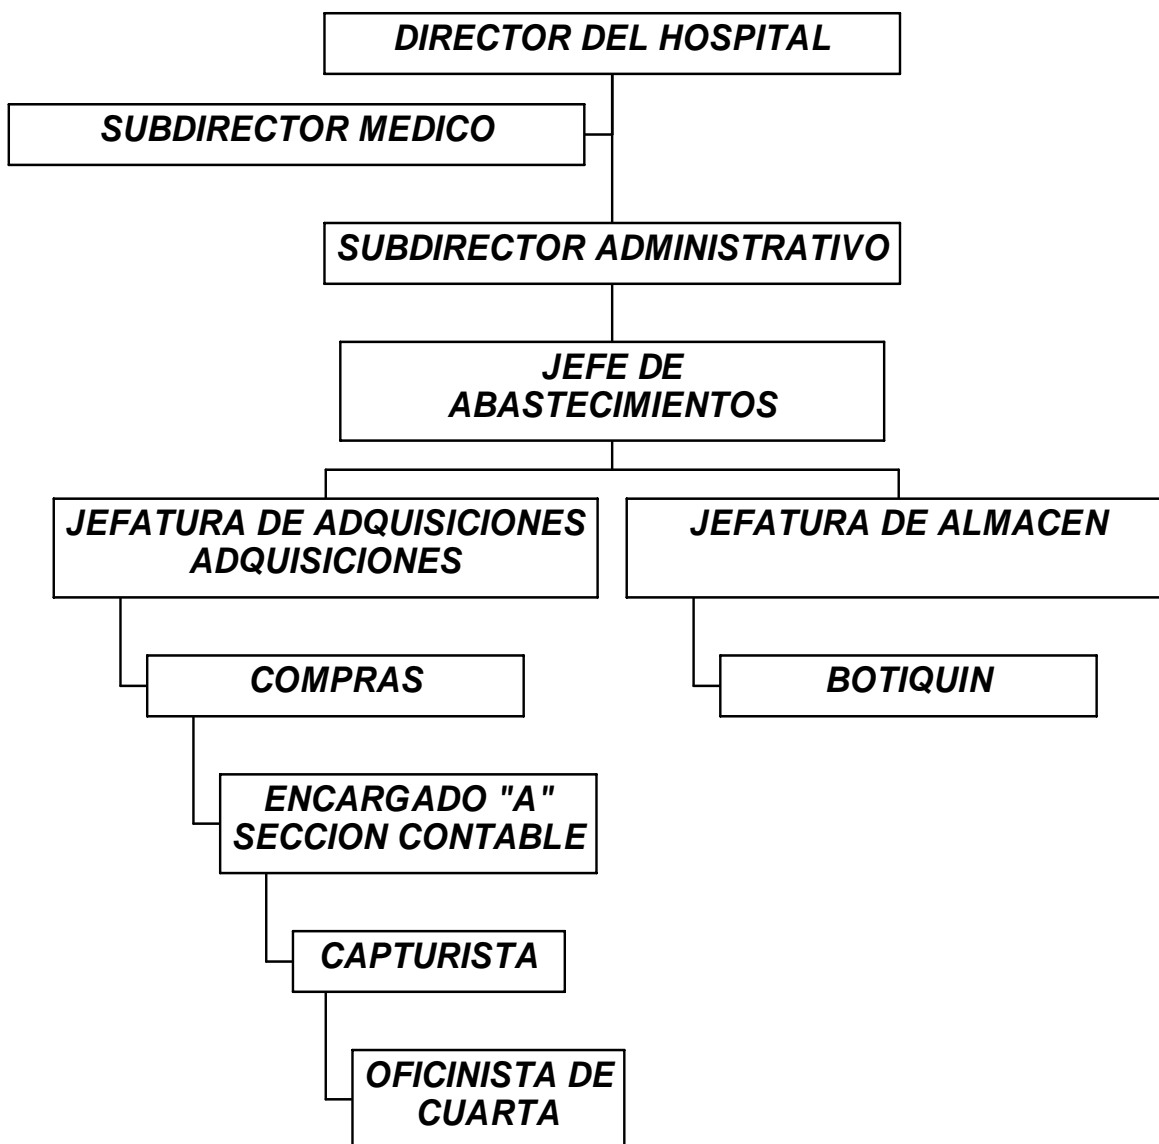 DIRECTOR DEL HOSPITAL
SUBDIRECTOR MEDICO
SUBDIRECTOR ADMINISTRATIVO
JEFE DE
ABASTECIMIENTOS
JEFATURA DE ADQUISICIONES
ADQUISICIONES
JEFATURA DE ALMACEN
COMPRAS
BOTIQUIN
ENCARGADO "A"
SECCION CONTABLE
CAPTURISTA
OFICINISTA DE
CUARTA